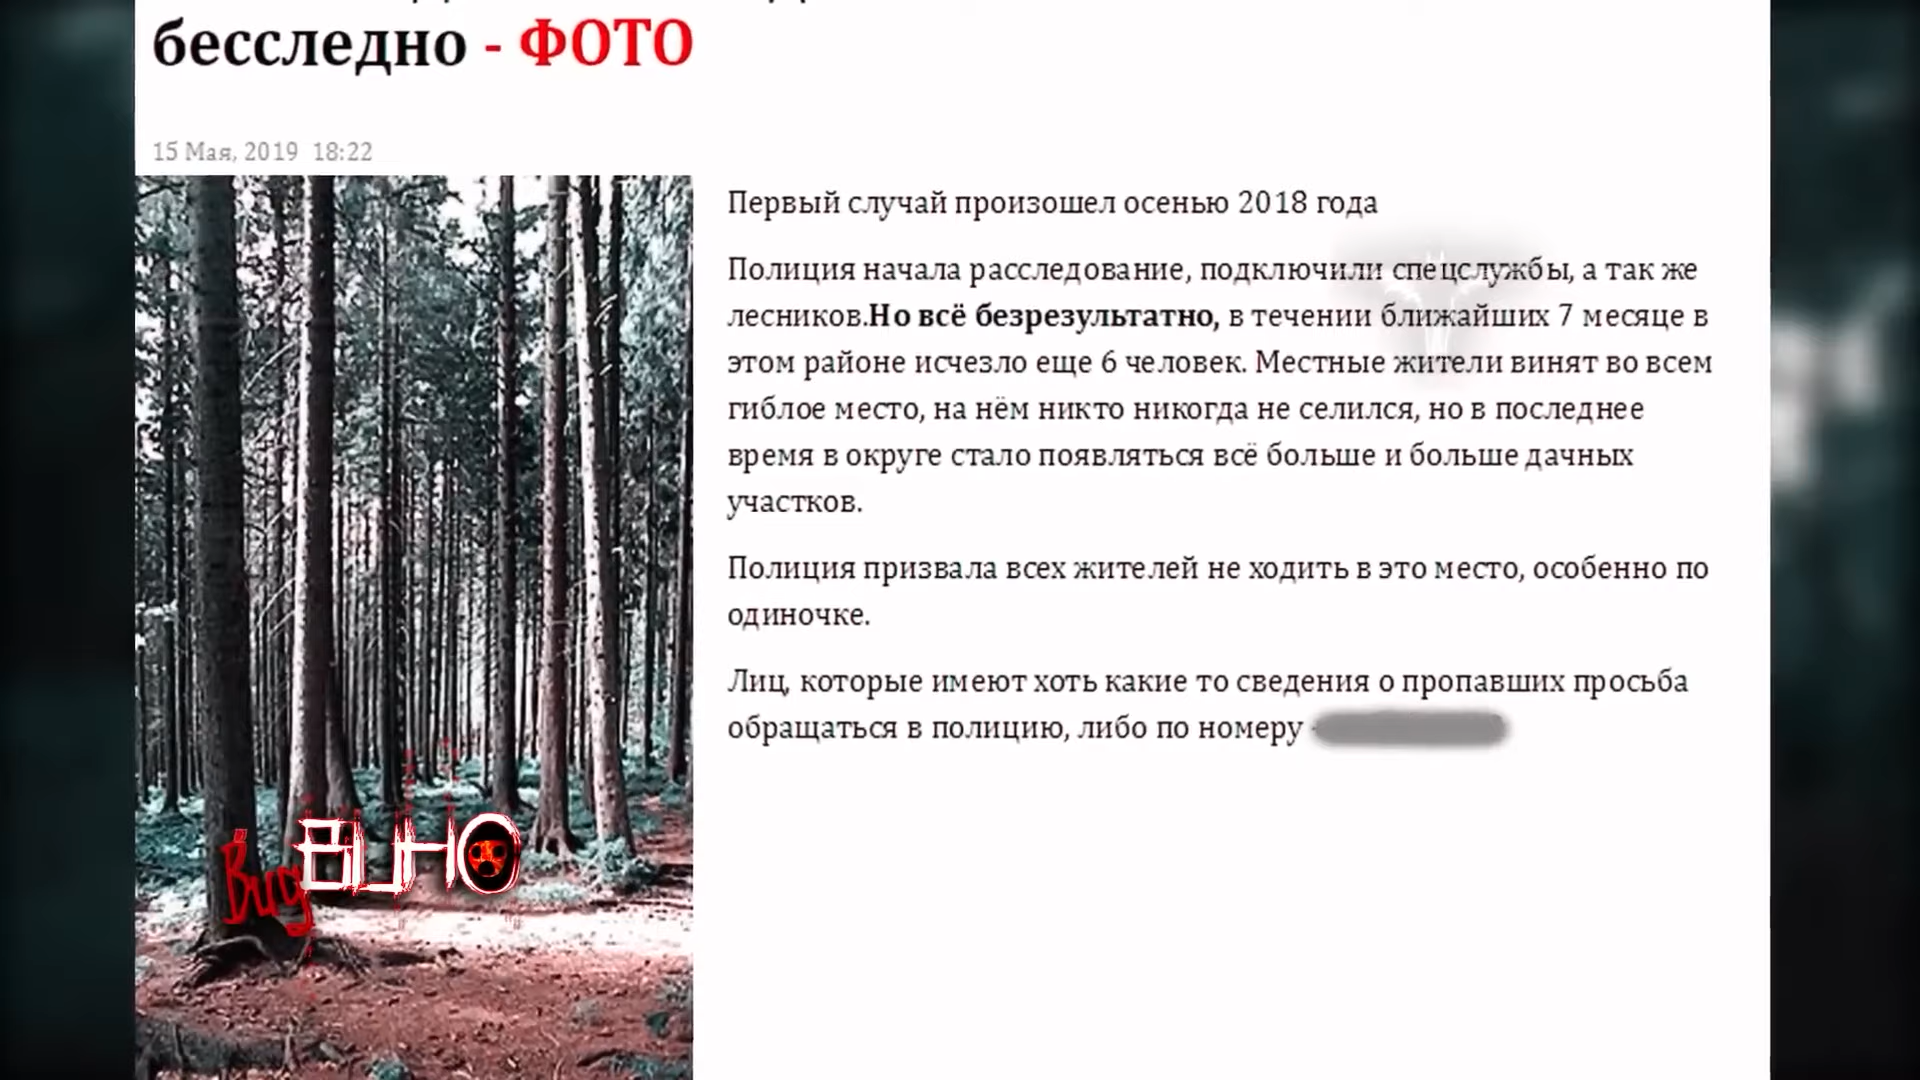 бесследно - ФОТО
15 Мая, 2019 18:22
Первый случай произошел осенью 2018 года
Полиция начала расследование, подключили спецслужбы, а так же
лесников.Но всё безрезультатно, в течении ближайших 7 месяце в
этом районе исчезло еще 6 человек. Местные жители винят во всем
гиблое место, на нём никто никогда не селился, но в последнее
время в округе стало появляться всё больше и больше дачных
участков.
Полиция призвала всех жителей не ходить в это место, особенно по
одиночке.
Лиц, которые имеют хоть какие то сведения о пропавших просьба
обращаться в полицию, либо по номеру